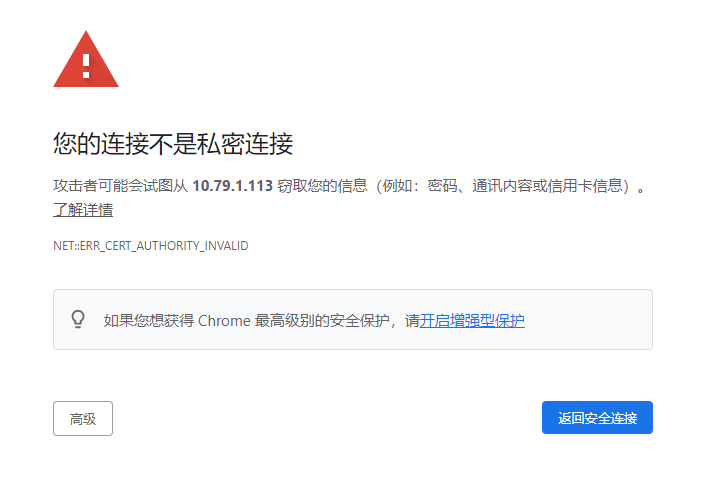 您的连接不是私密连接
攻击者可能会试图从 10.79.1.113 窃取您的信息（例如：密码、通讯内容或信用卡信息）。
了解详情
NET::ERR_CERT_AUTHORITY_INVALID
如果您想获得 Chrome 最高级别的安全保护，请开启增强型保护
高级
返回安全连接